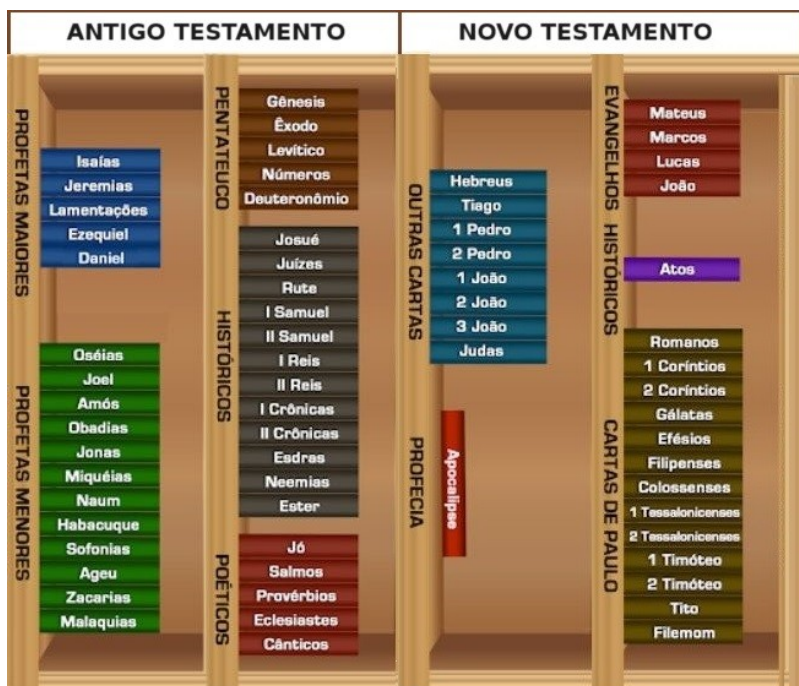 ANTIGO TESTAMENTO
PROFETAS MAIORES
Isaías
Jeremias
Lamentações
Ezequiel
Daniel
PROFETAS MENORES
Oséias
Joel
Amós
Obadias
Jonas
Miquéias
Naum
Habacuque
Sofonias
Ageu
Zacarias
Malaquias
PENTATEUCO
Gênesis
Êxodo
Levítico
Números
Deuteronômio
HISTÓRICOS
Josué
Juízes
Rute
I Samuel
II Samuel
I Reis
II Reis
I Crônicas
II Crônicas
Esdras
Neemias
Ester
POÉTICOS
Jó
Salmos
Provérbios
Eclesiastes
Cânticos
NOVO TESTAMENTO
OUTRAS CARTAS
Hebreus
Tiago
1 Pedro
2 Pedro
1 João
2 João
3 João
Judas
PROFECIA
Apocalipse
EVANGELHOS
Mateus
Marcos
Lucas
João
HISTÓRICOS
Atos
CARTAS DE PAULO
Romanos
1 Coríntios
2 Coríntios
Gálatas
Efésios
Filipenses
Colossenses
1 Tessalonicenses
2 Tessalonicenses
1 Timóteo
2 Timóteo
Tito
Filemom